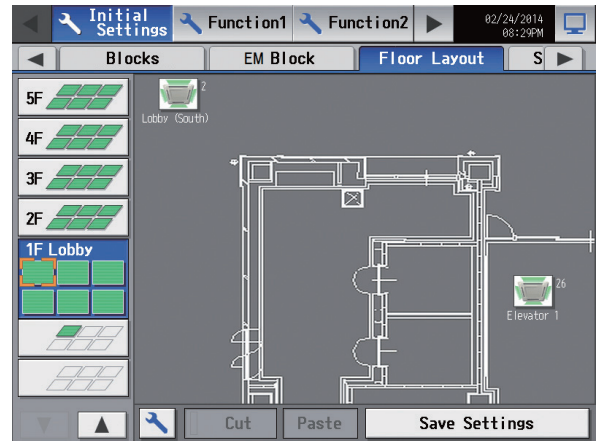 Initial
Settings
Function1
Function2
02/24/2014
08:29PM
Blocks
EM Block
Floor Layout
S
5F
4F
3F
2F
1F Lobby
2
Lobby (South)
26
Elevator 1
Cut
Paste
Save Settings